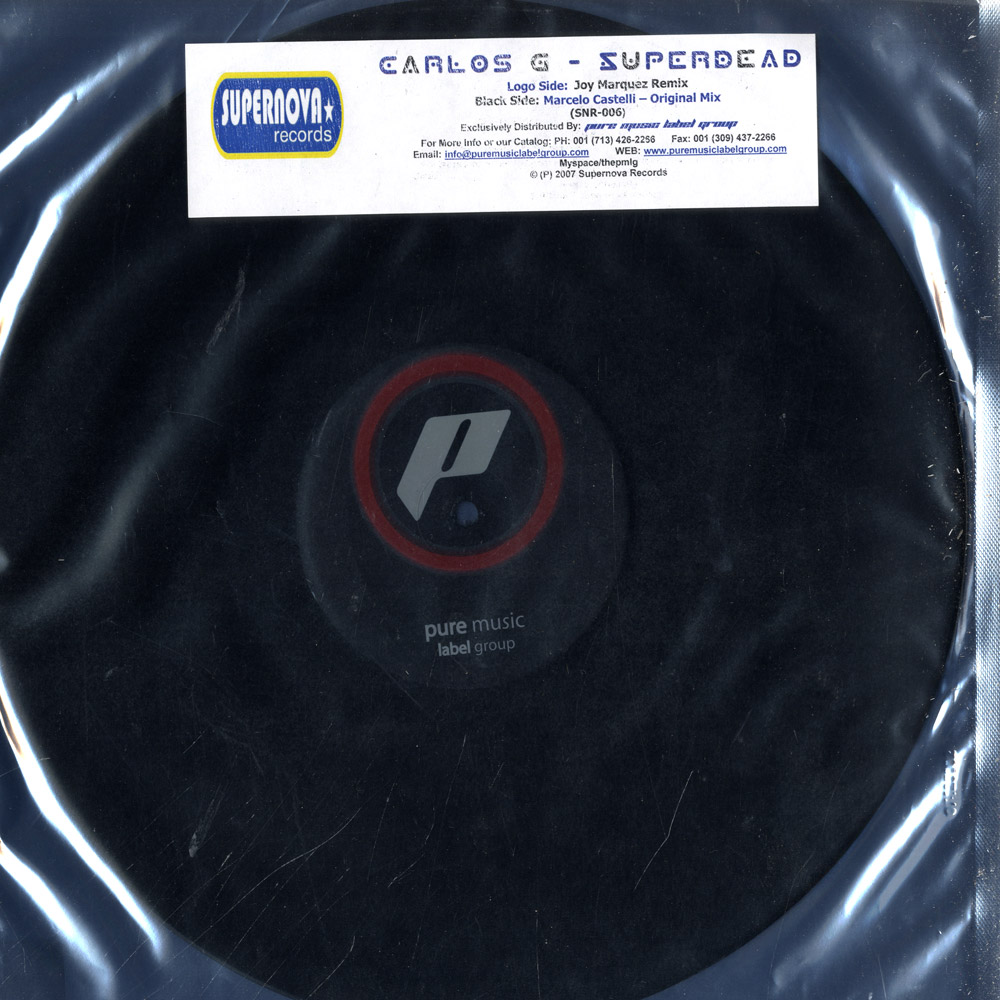 CARLOS G - SUPERDEAD
SUPERNOVA
records
Logo Side: Joy Marquez Remix
Black Side: Marcelo Castelli – Original Mix
(SNR-006)
Exclusively Distributed By: pure music label group
For More Info or our Catalog: PH: 001 (713) 426-2256 Fax: 001 (309) 437-2266
Email: info@puremusiclabelgroup.com WEB: www.puremusiclabelgroup.com
Myspace/thepmlg
© (P) 2007 Supernova Records
P
pure music
label group